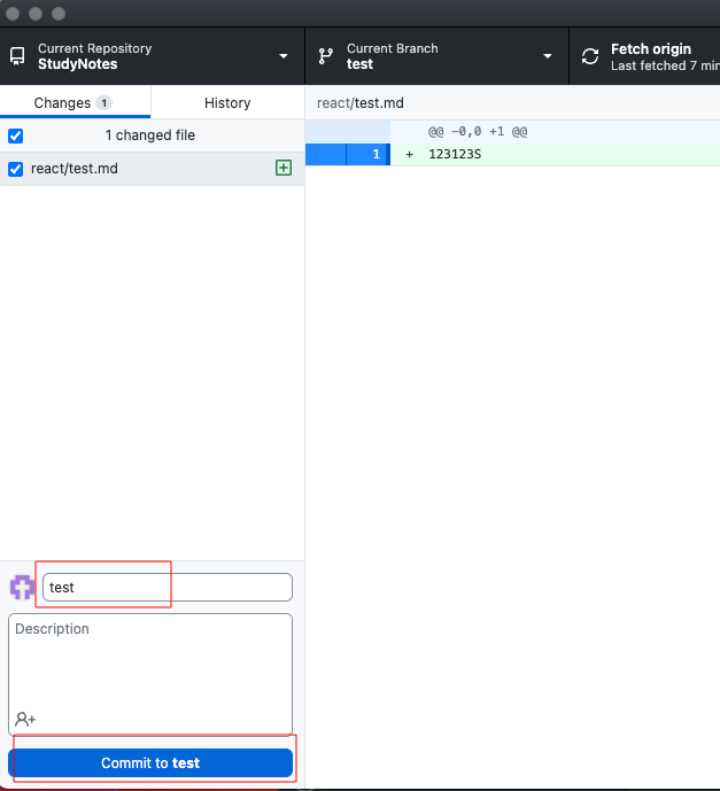 Current Repository
StudyNotes
Current Branch
test
Fetch origin
Last fetched 7 min
Changes 1
History
react/test.md
1 changed file
@@ -0,0 +1 @@
react/test.md
1 + 123123S
test
Description
Commit to test